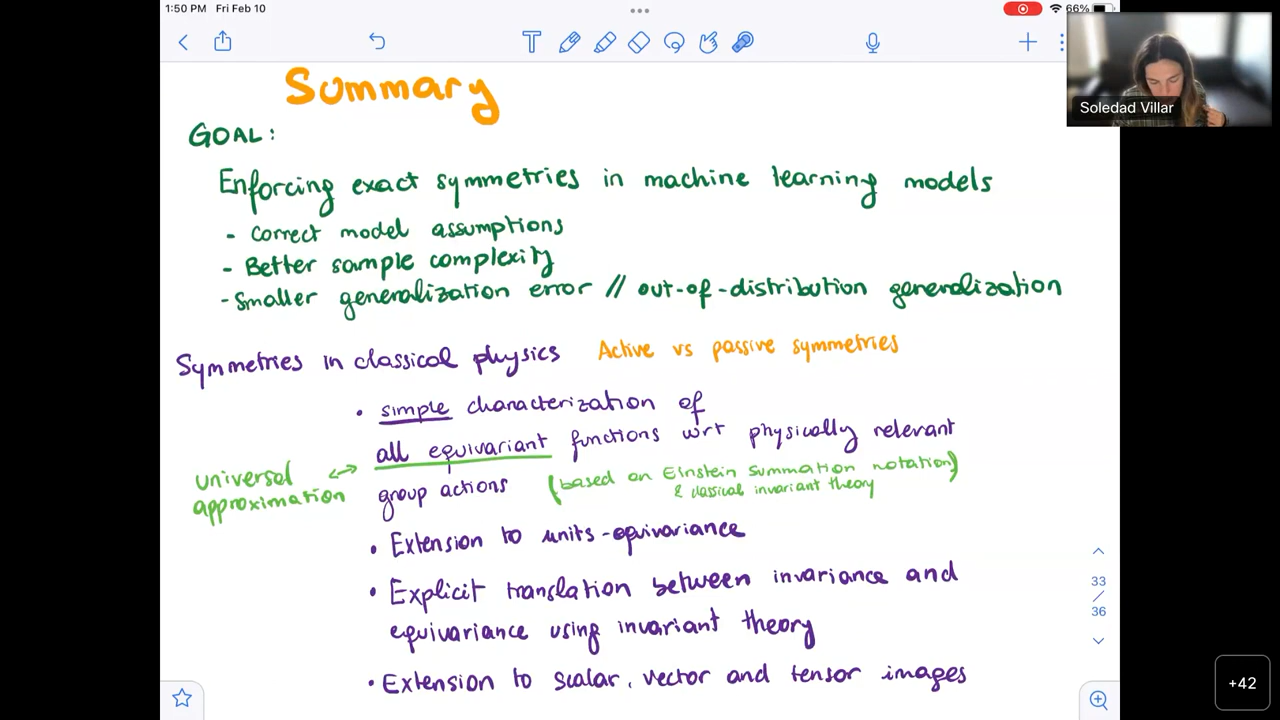 1:50 PM Fri Feb 10
66%
Soledad Villar
Summary
GOAL:
Enforcing exact symmetries in machine learning models
- Correct model assumptions
- Better sample complexity
- Smaller generalization error // out-of-distribution generalization
Symmetries in classical physics Active vs passive symmetries
• simple characterization of
all equivariant functions wrt physically relevant
group actions (based on Einstein summation notation
& classical invariant theory)
universal
approximation ↔
• Extension to units-equivariance
• Explicit translation between invariance and
equivariance using invariant theory
• Extension to scalar, vector and tensor images
33
/
36
+42